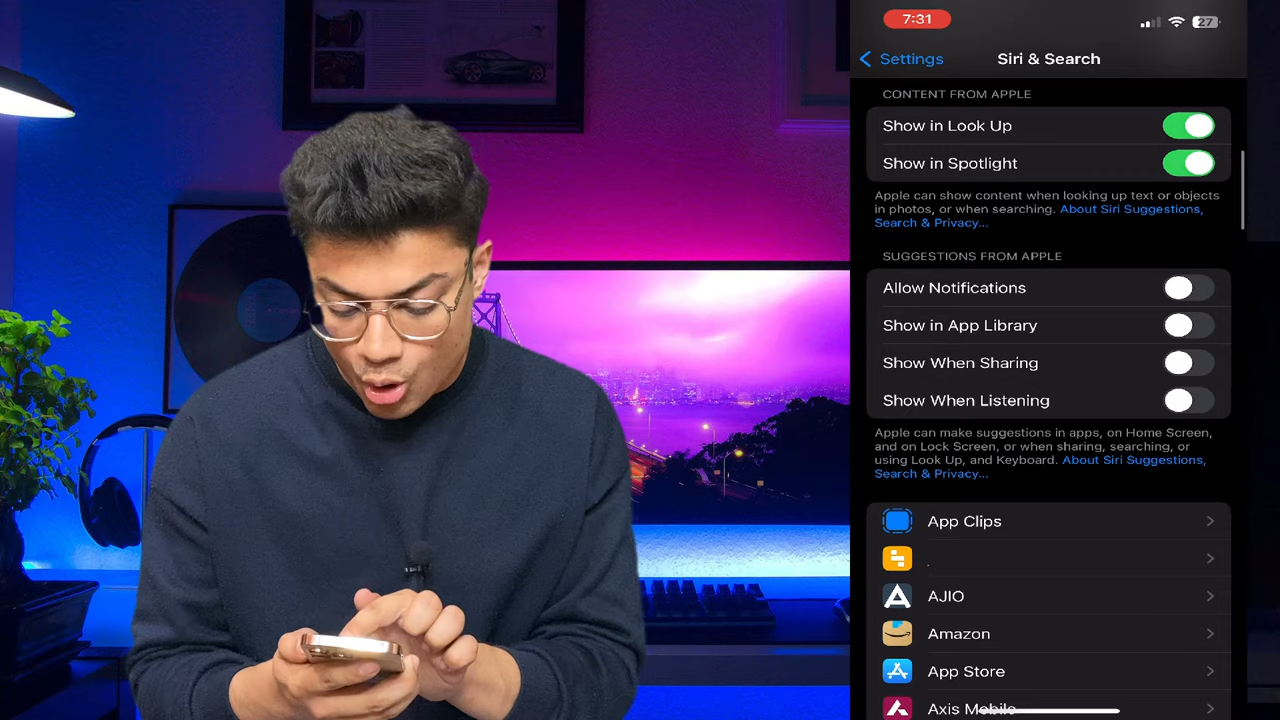 7:31
27
Settings
Siri & Search
CONTENT FROM APPLE
Show in Look Up
Show in Spotlight
Apple can show content when looking up text or objects
in photos, or when searching. About Siri Suggestions,
Search & Privacy...
SUGGESTIONS FROM APPLE
Allow Notifications
Show in App Library
Show When Sharing
Show When Listening
Apple can make suggestions in apps, on Home Screen,
and on Lock Screen, or when sharing, searching, or
using Look Up, and Keyboard. About Siri Suggestions,
Search & Privacy...
App Clips
.
AJIO
Amazon
App Store
Axis Mobile